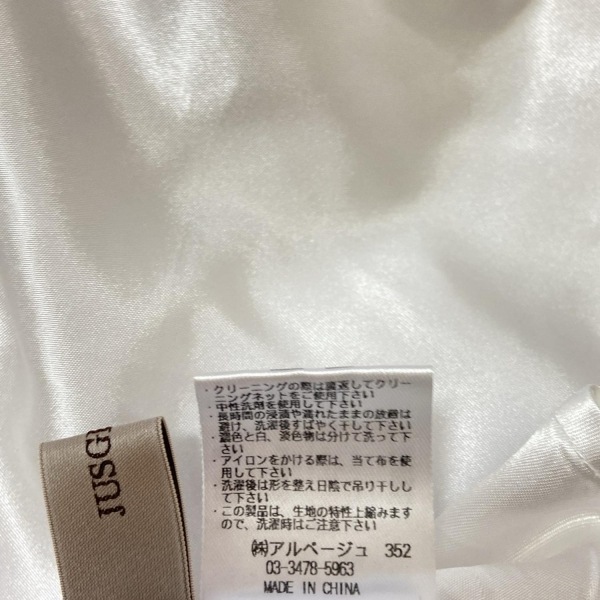 ・クリーニングの際は裏返してクリー
ニングネットをご使用下さい
・中性洗剤を使用して下さい
・長時間の浸漬や濡れたままの放置は
避け、洗濯後すばやく干して下さい
・濃色と白、淡色物は分けて洗って下
さい
・アイロンをかける際は、当て布を使
用して下さい
・洗濯後は形を整え日陰で吊り干しし
て下さい
・この製品は、生地の特性上縮みます
ので、洗濯時はご注意下さい
㈱アルページュ 352
03-3478-5963
MADE IN CHINA
JUSGL